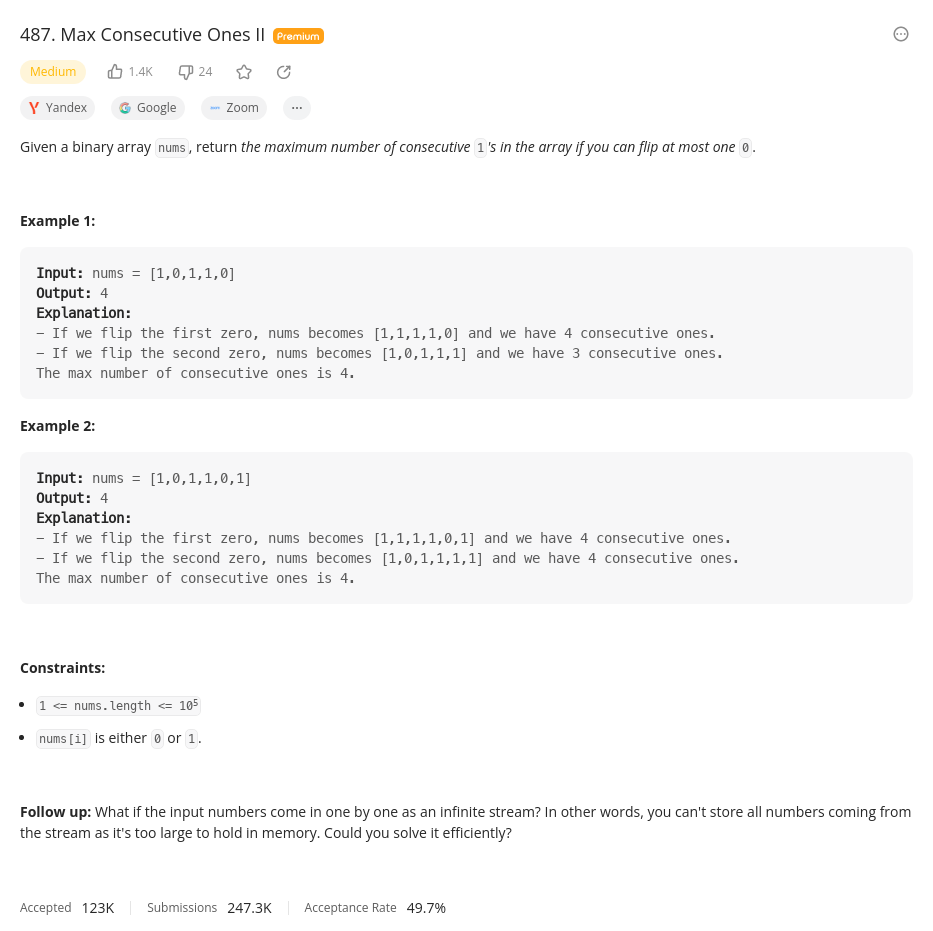 487. Max Consecutive Ones II Premium
Medium 1.4K 24
Yandex Google Zoom ...
Given a binary array nums, return the maximum number of consecutive 1's in the array if you can flip at most one 0.
Example 1:
Input: nums = [1,0,1,1,0]
Output: 4
Explanation:
– If we flip the first zero, nums becomes [1,1,1,1,0] and we have 4 consecutive ones.
– If we flip the second zero, nums becomes [1,0,1,1,1] and we have 3 consecutive ones.
The max number of consecutive ones is 4.
Example 2:
Input: nums = [1,0,1,1,0,1]
Output: 4
Explanation:
– If we flip the first zero, nums becomes [1,1,1,1,0,1] and we have 4 consecutive ones.
– If we flip the second zero, nums becomes [1,0,1,1,1,1] and we have 4 consecutive ones.
The max number of consecutive ones is 4.
Constraints:
• 1 <= nums.length <= 10⁵
• nums[i] is either 0 or 1.
Follow up: What if the input numbers come in one by one as an infinite stream? In other words, you can't store all numbers coming from
the stream as it's too large to hold in memory. Could you solve it efficiently?
Accepted 123K Submissions 247.3K Acceptance Rate 49.7%